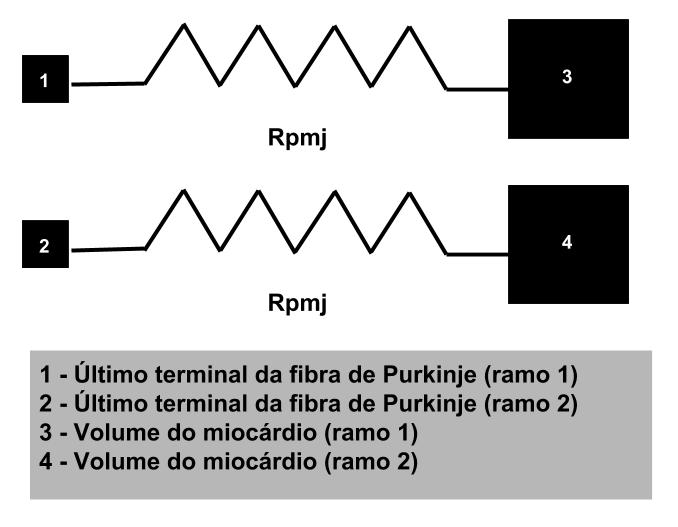 1
3
Rpmj
2
4
Rpmj
1 - Último terminal da fibra de Purkinje (ramo 1)
2 - Último terminal da fibra de Purkinje (ramo 2)
3 - Volume do miocárdio (ramo 1)
4 - Volume do miocárdio (ramo 2)